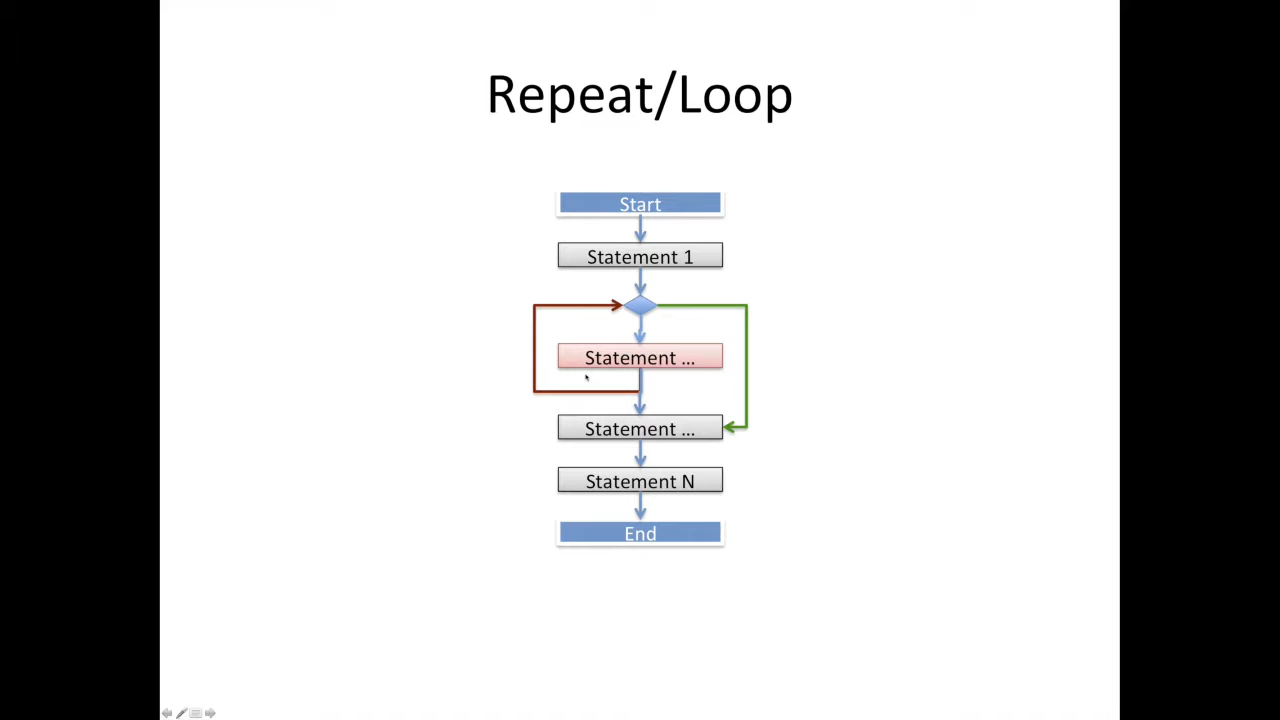 Repeat/Loop
Start
Statement 1
Statement ...
Statement ...
Statement N
End